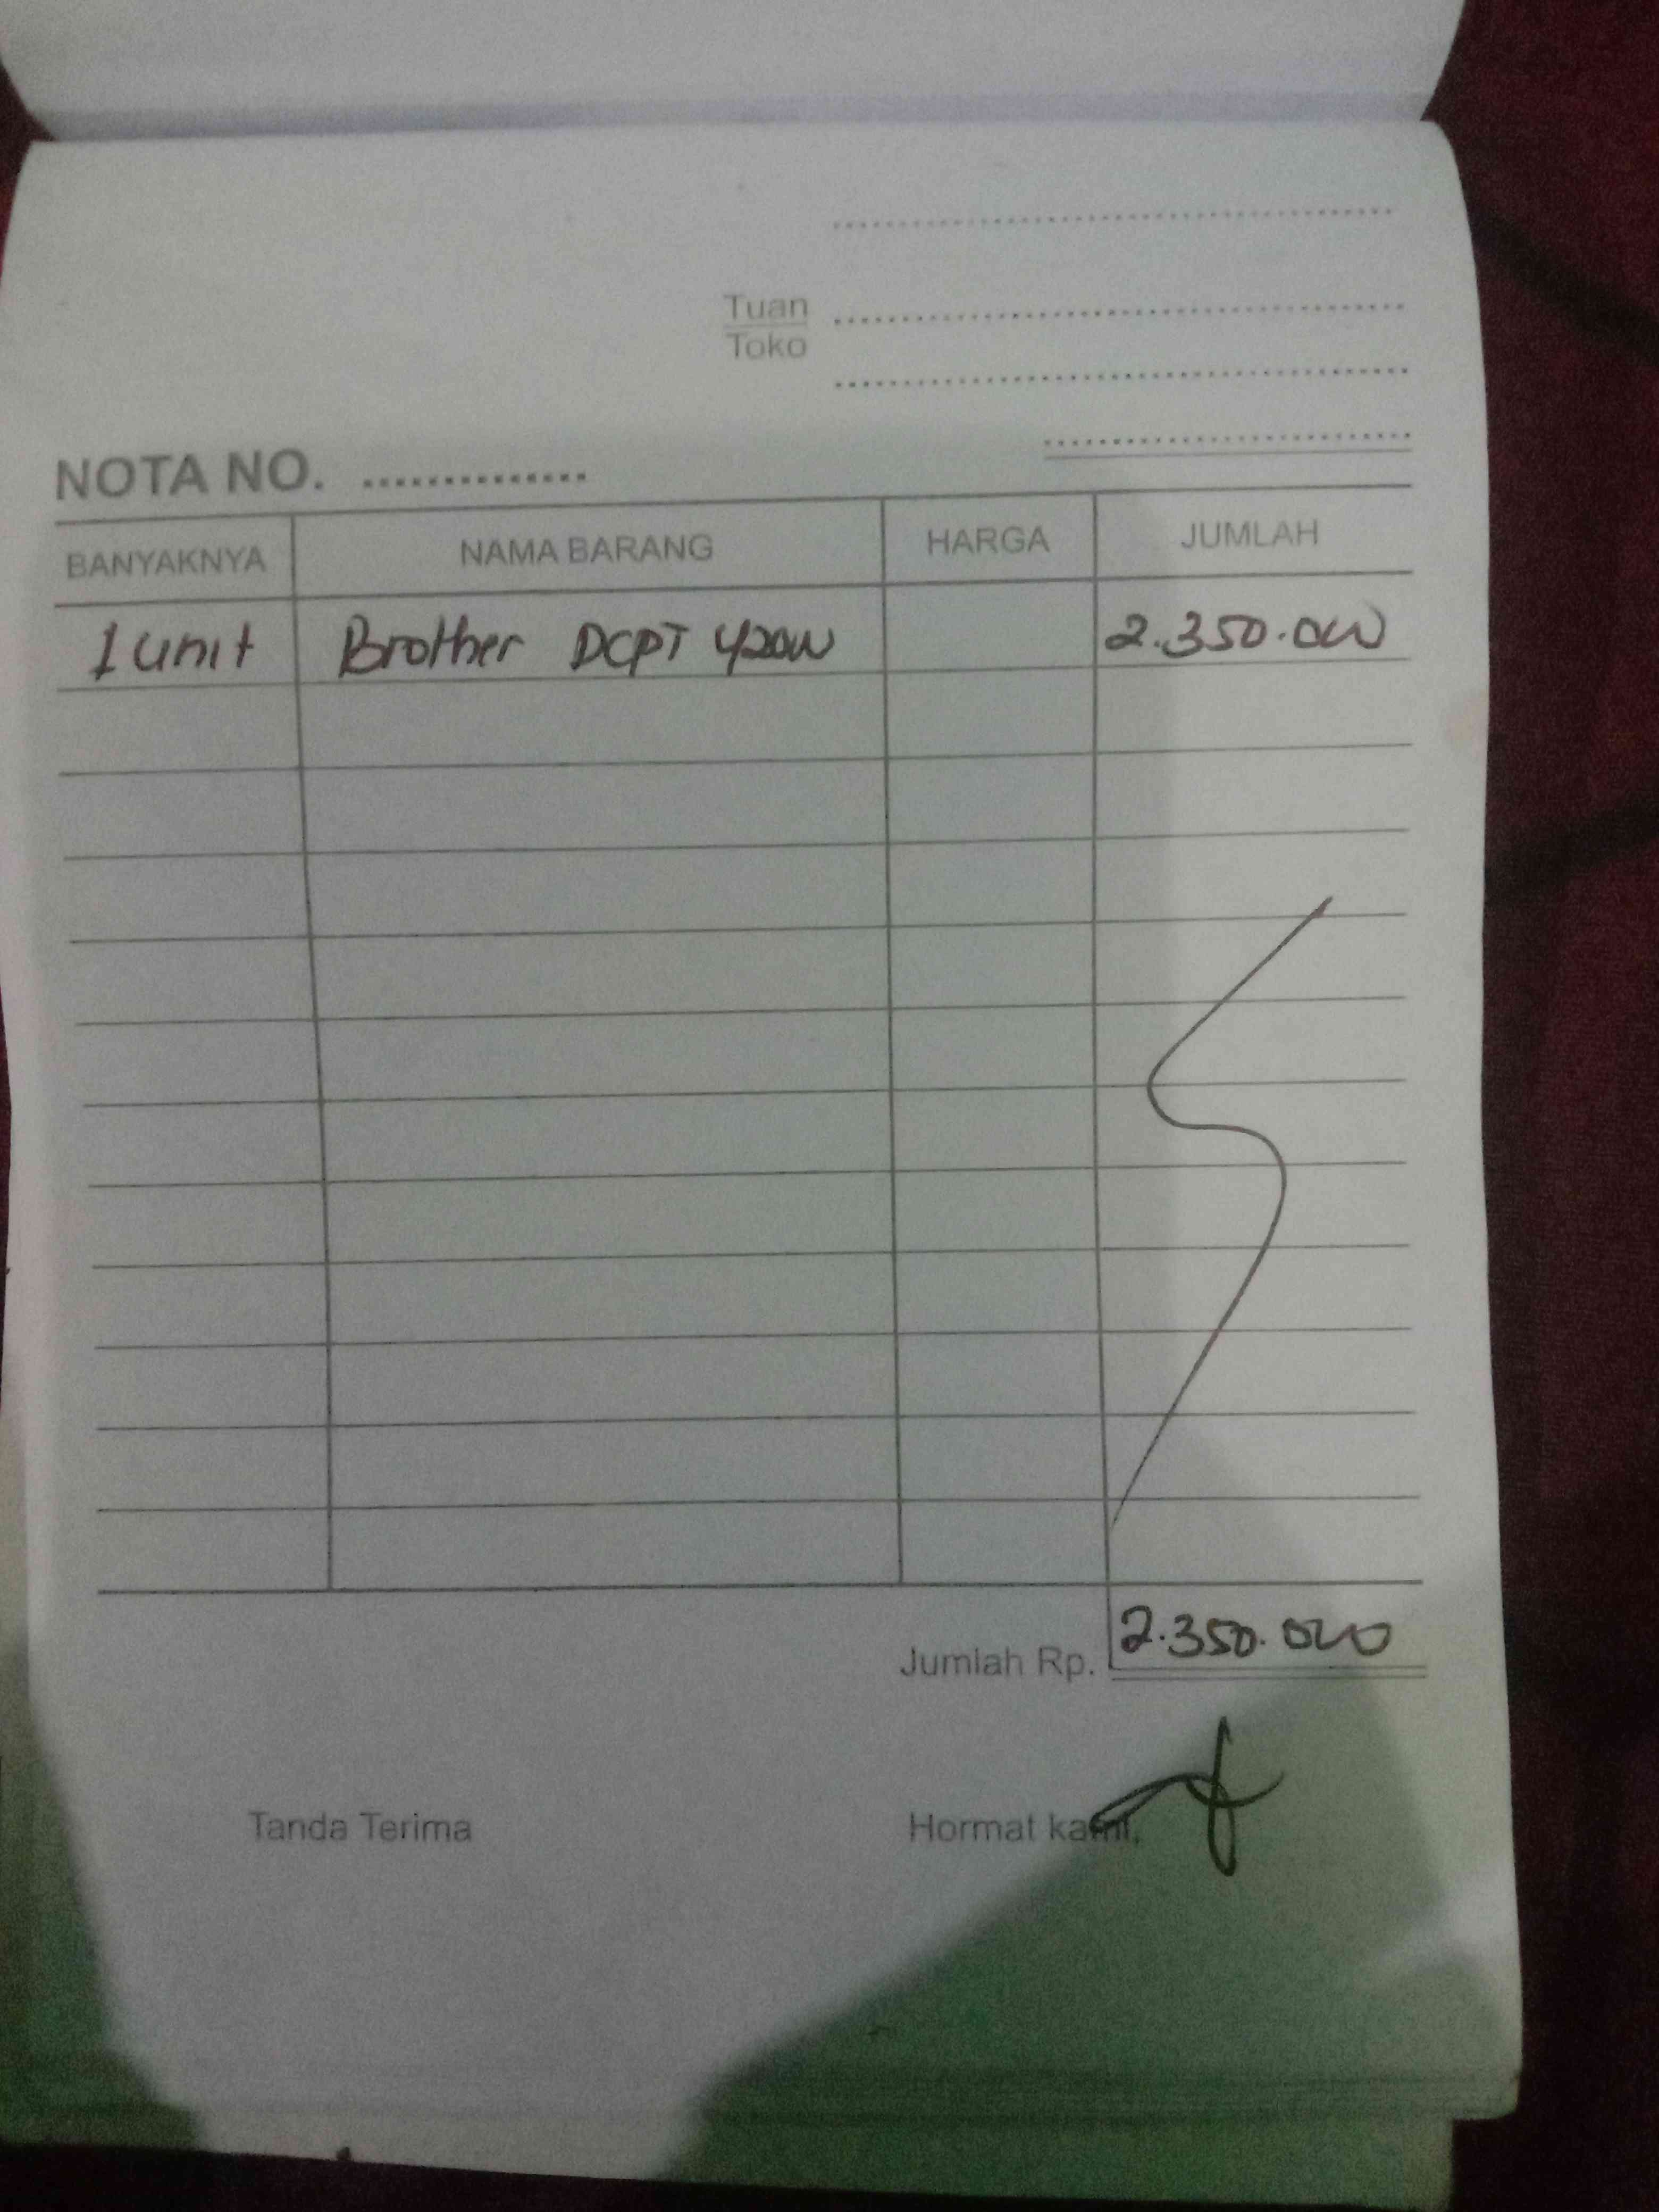 Tuan
Toko
NOTA NO.
BANYAKNYA NAMA BARANG HARGA JUMLAH
1 unit Brother DCPT 420W 2.350.000
Jumlah Rp. 2.350.000
Tanda Terima Hormat kami,